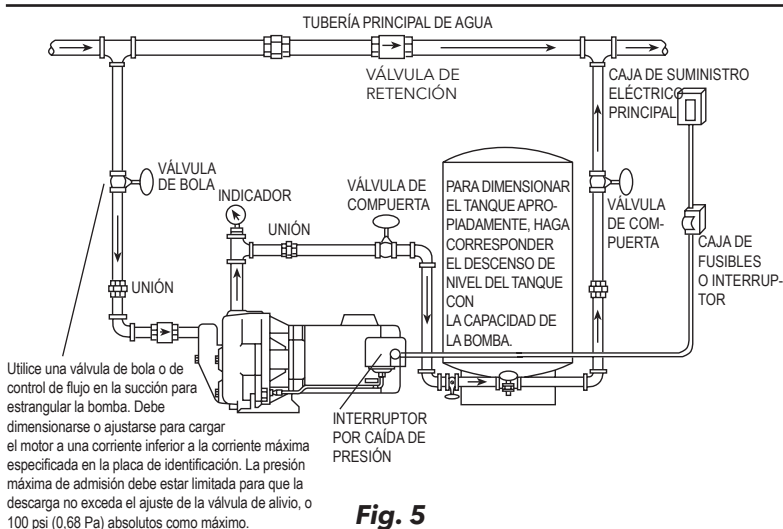 TUBERÍA PRINCIPAL DE AGUA
VÁLVULA DE
RETENCIÓN
CAJA DE SUMINISTRO
ELÉCTRICO
PRINCIPAL
VÁLVULA
DE BOLA
INDICADOR
UNIÓN
VÁLVULA DE
COMPUERTA
PARA DIMENSIONAR
EL TANQUE APRO-
PIADAMENTE, HAGA
CORRESPONDER
EL DESCENSO DE
NIVEL DEL TANQUE
CON
LA CAPACIDAD DE
LA BOMBA.
VÁLVULA
DE COM-
PUERTA
CAJA DE
FUSIBLES
O INTERRUP-
TOR
UNIÓN
INTERRUPTOR
POR CAÍDA DE
PRESIÓN
Utilice una válvula de bola o de
control de flujo en la succión para
estrangular la bomba. Debe
dimensionarse o ajustarse para cargar
el motor a una corriente inferior a la corriente máxima
especificada en la placa de identificación. La presión
máxima de admisión debe estar limitada para que la
descarga no exceda el ajuste de la válvula de alivio, o
100 psi (0,68 Pa) absolutos como máximo.
Fig. 5